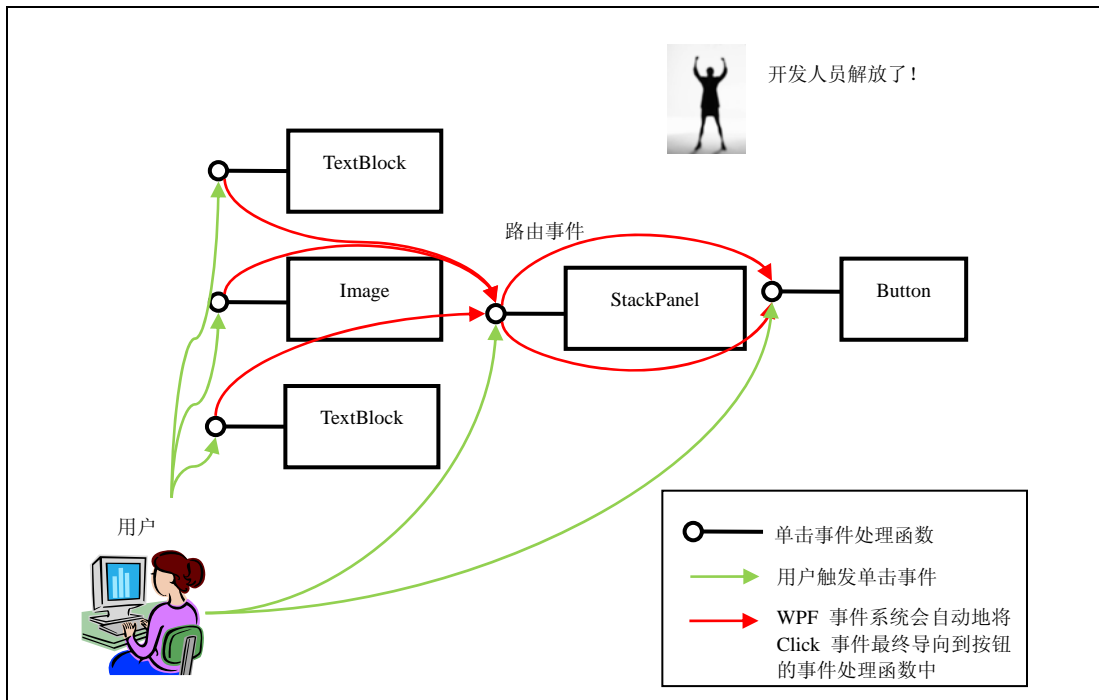 开发人员解放了！
TextBlock
路由事件
Image
StackPanel
Button
TextBlock
用户
单击事件处理函数
用户触发单击事件
WPF 事件系统会自动地将
Click 事件最终导向到按钮
的事件处理函数中